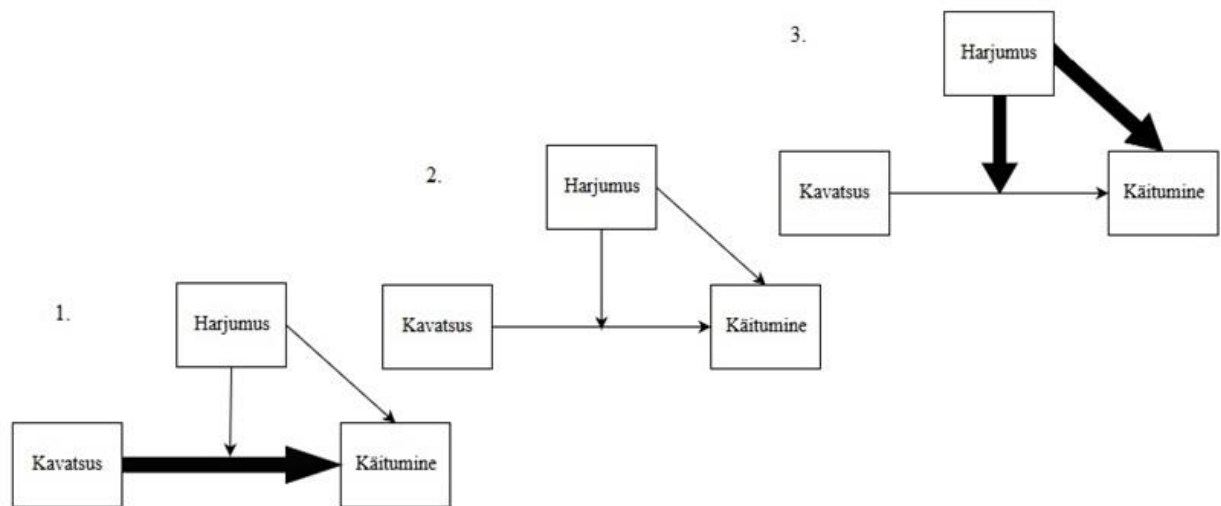 1.
Harjumus
Kavatsus
Käitumine
2.
Harjumus
Kavatsus
Käitumine
3.
Harjumus
Kavatsus
Käitumine